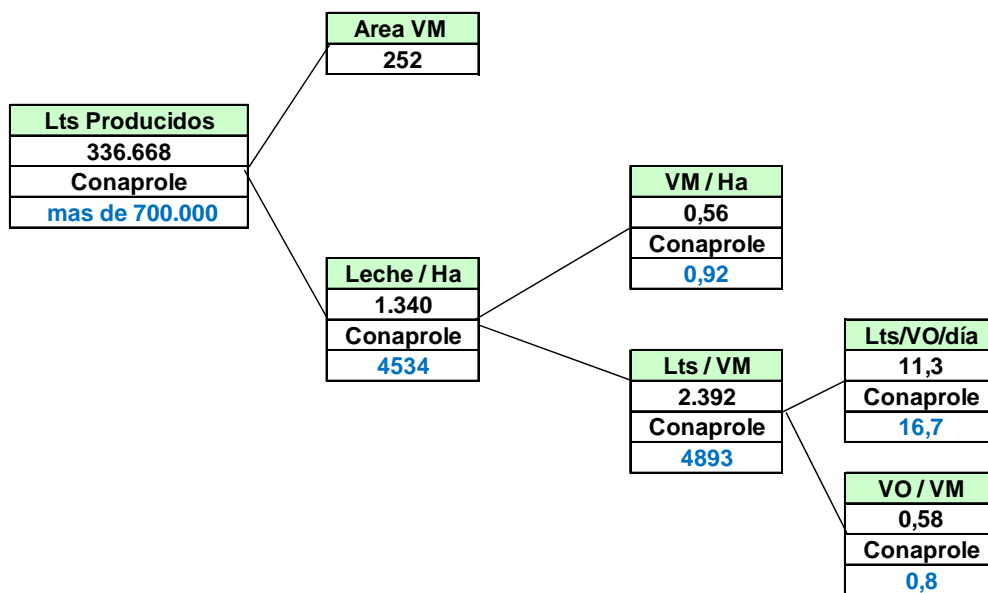 Area VM
252
Lts Producidos
336.668
Conaprole
mas de 700.000
VM / Ha
0,56
Conaprole
0,92
Leche / Ha
1.340
Conaprole
4534
Lts / VM
2.392
Conaprole
4893
Lts/VO/día
11,3
Conaprole
16,7
VO / VM
0,58
Conaprole
0,8